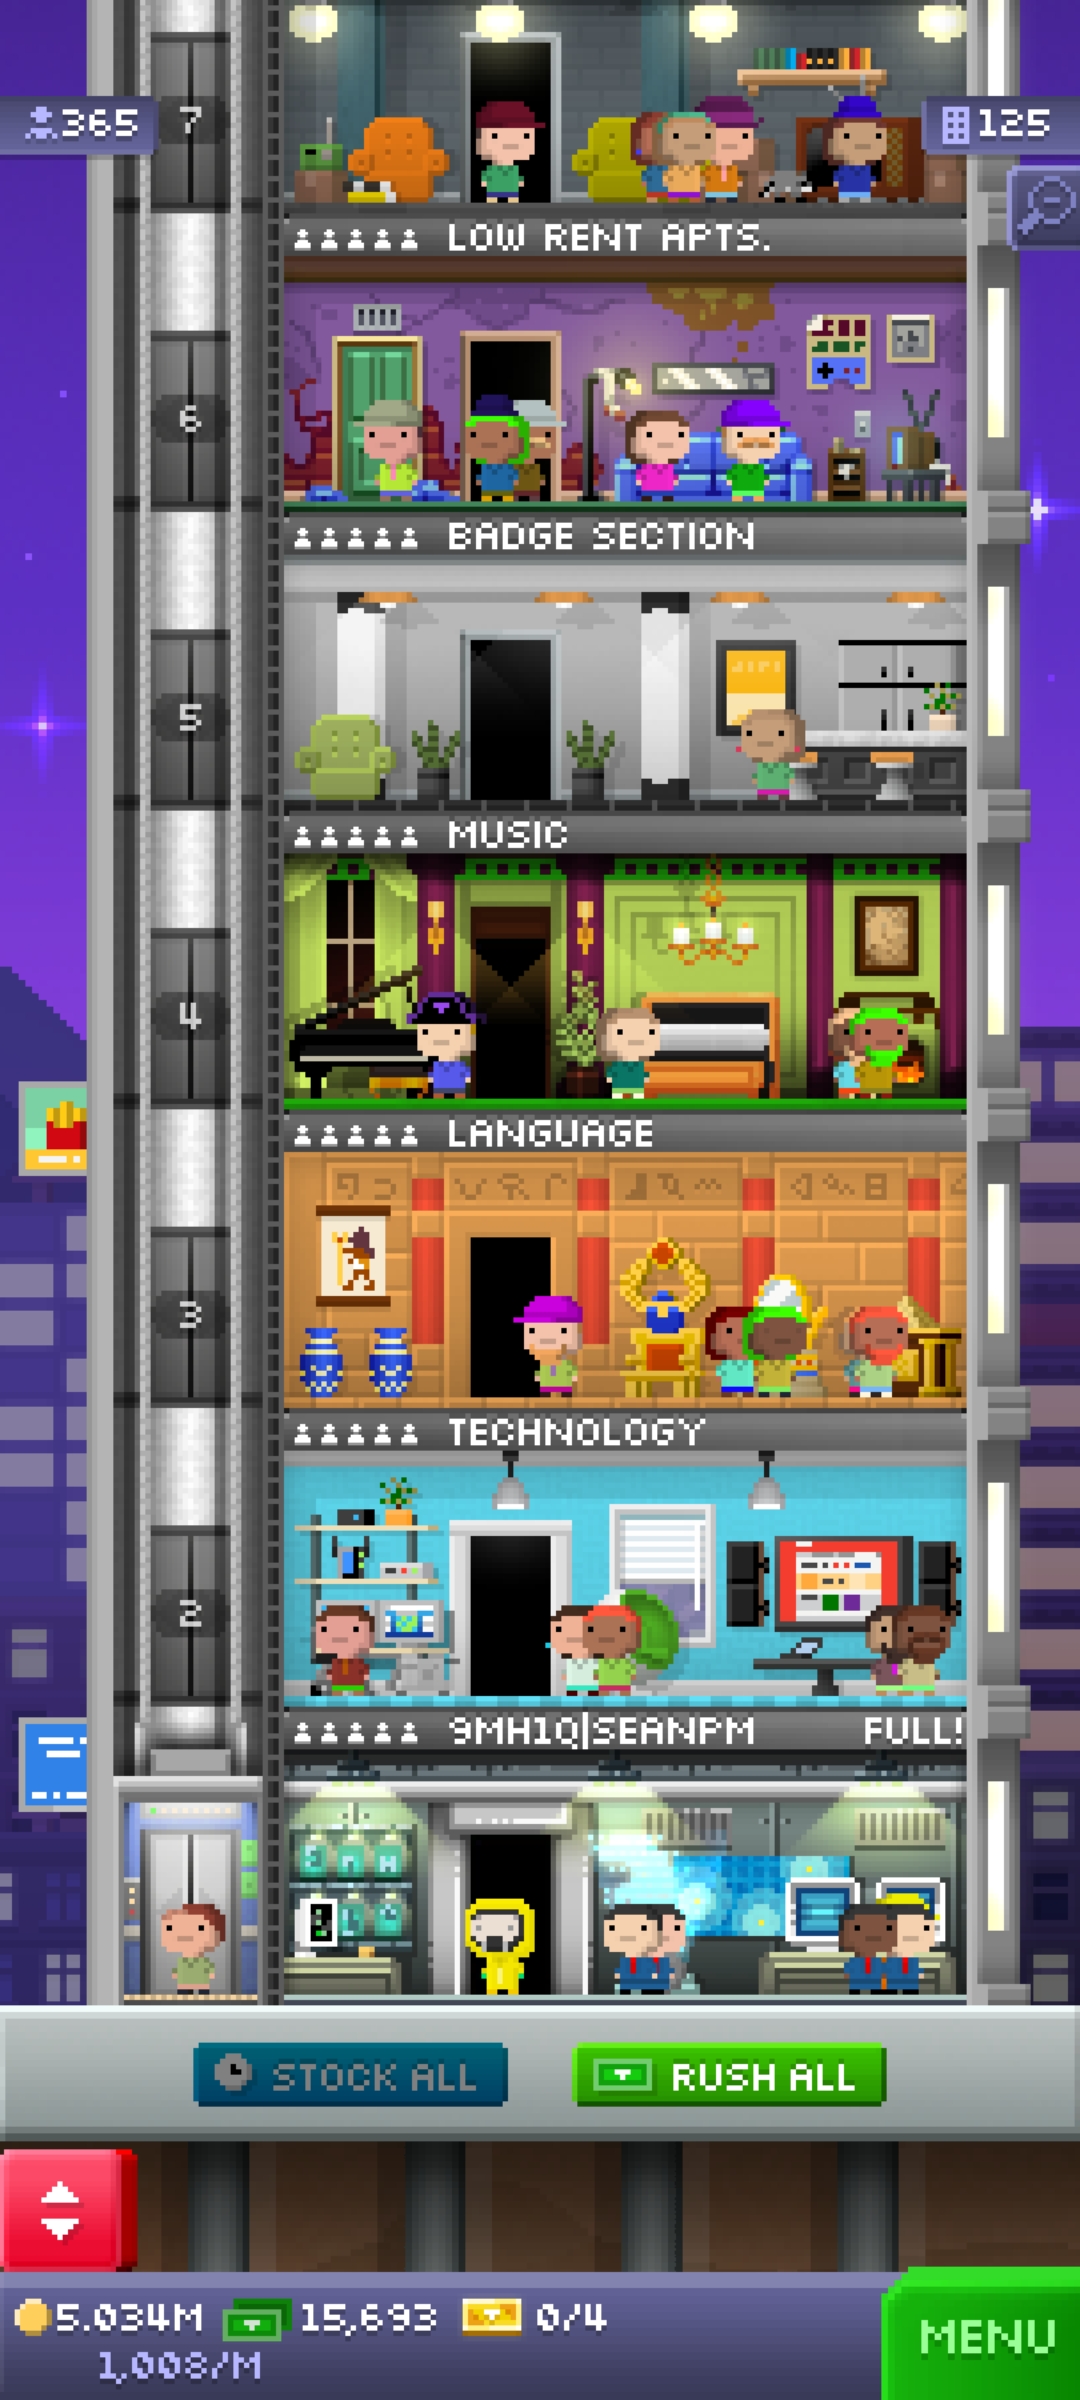 365
7
125
LOW RENT APTS.
6
BADGE SECTION
5
MUSIC
4
LANGUAGE
3
TECHNOLOGY
2
9MH1Q|SEANPM FULL!
STOCK ALL
RUSH ALL
5.034M 15,693 0/4
1,008/M
MENU